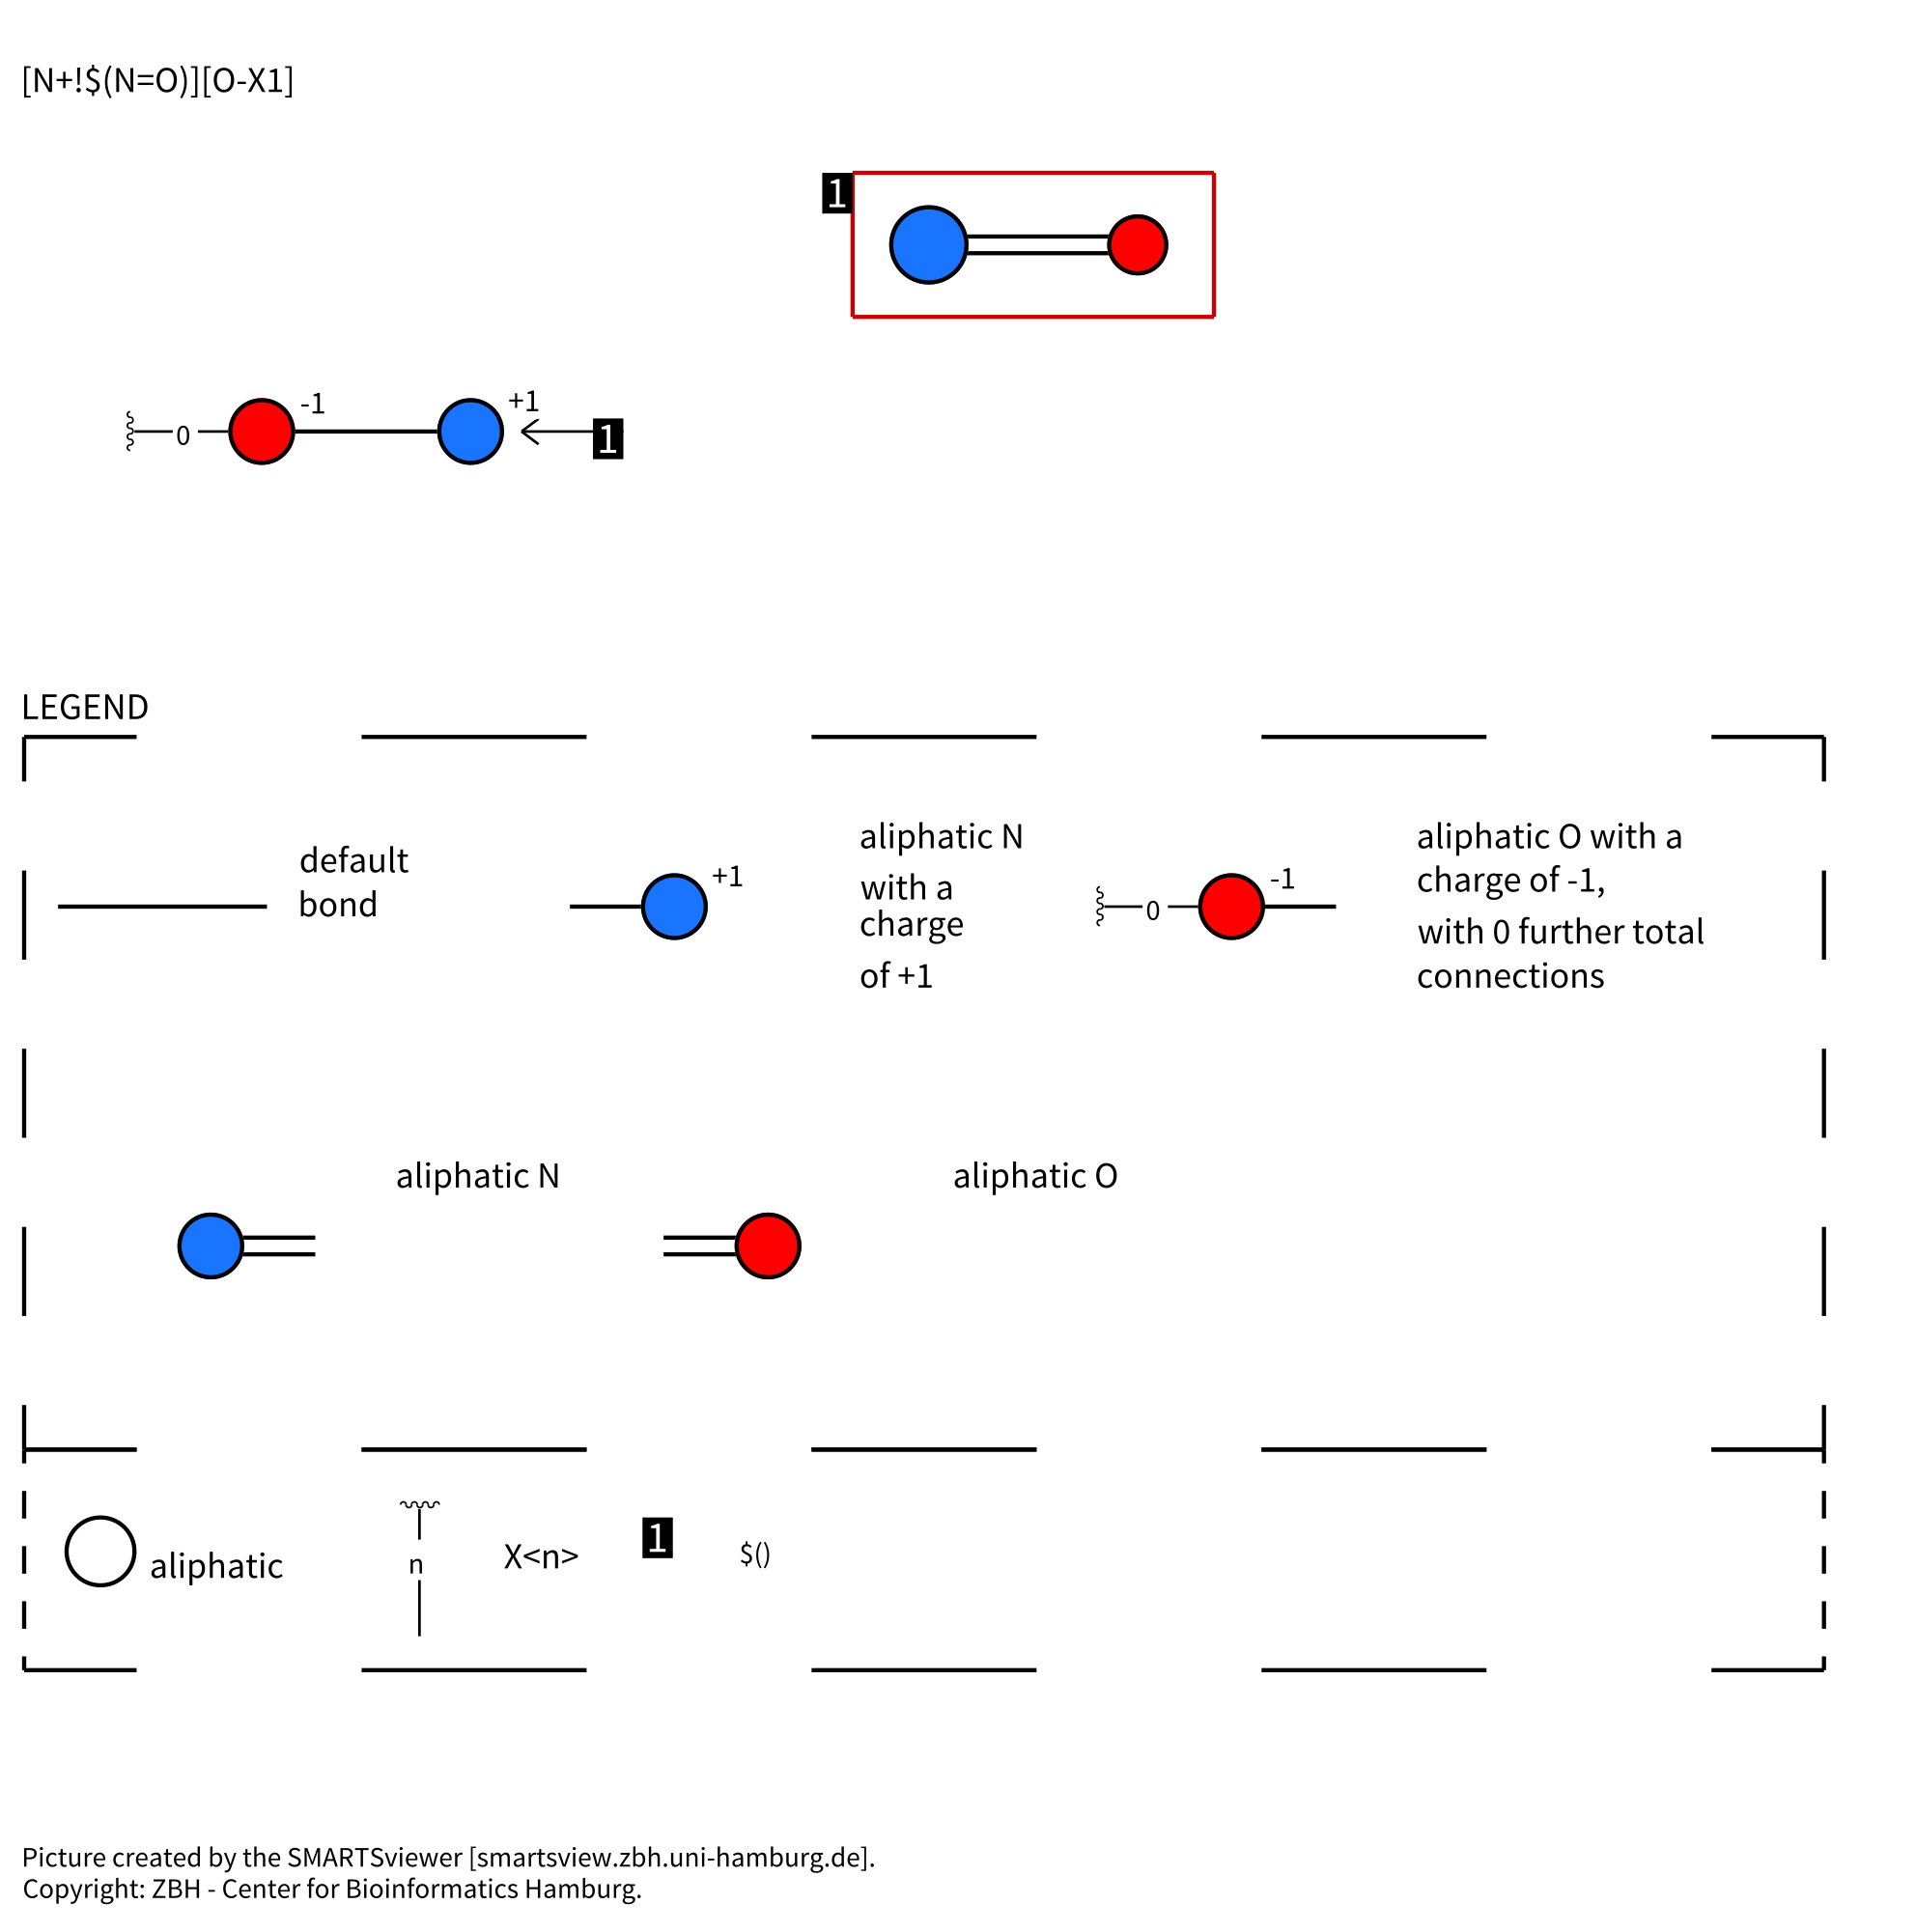 [N+!$(N=O)][O-X1]
1
-1
+1
0
1
LEGEND
default
bond
+1
aliphatic N
with a
charge
of +1
0
-1
aliphatic O with a
charge of -1,
with 0 further total
connections
aliphatic N
aliphatic O
aliphatic
n
X<n>
1
$()
Picture created by the SMARTSviewer [smartsview.zbh.uni-hamburg.de].
Copyright: ZBH - Center for Bioinformatics Hamburg.